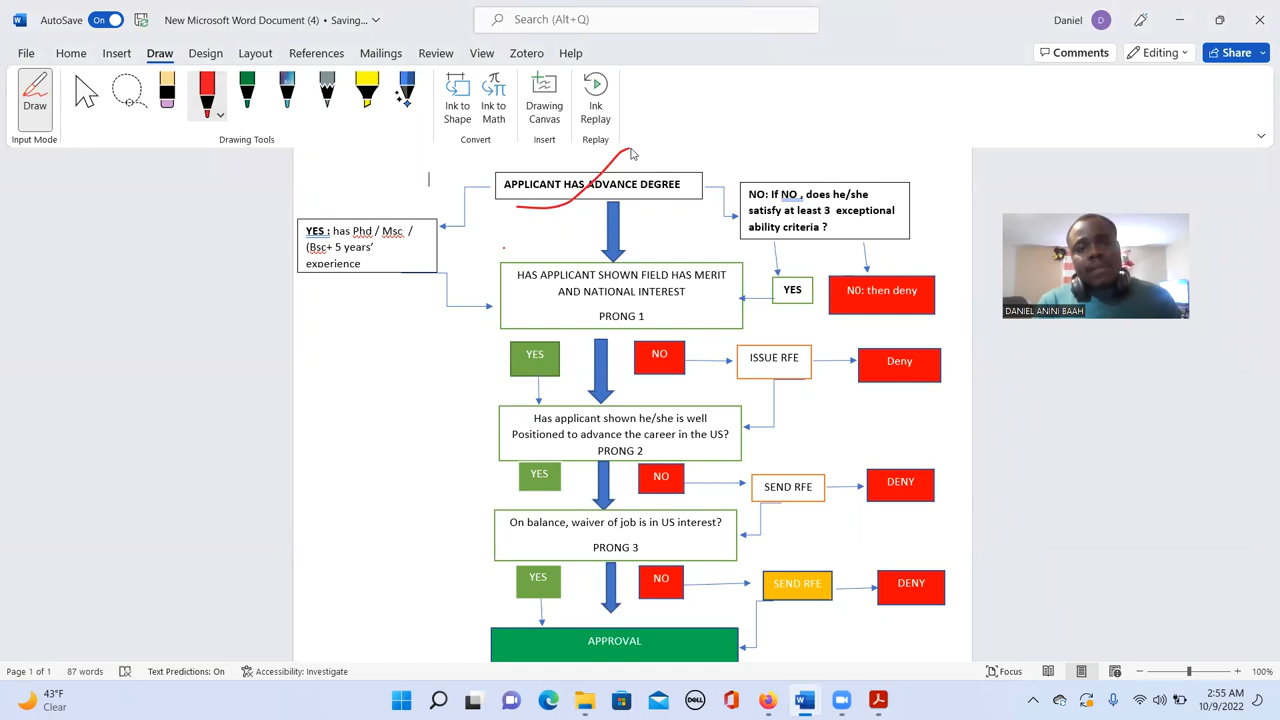 AutoSave
On
New Microsoft Word Document (4) • Saving...
Search (Alt+Q)
Daniel
D
File
Home
Insert
Draw
Design
Layout
References
Mailings
Review
View
Zotero
Help
Comments
Editing
Share
Draw
Ink to
Shape
Ink to
Math
Drawing
Canvas
Ink
Replay
Input Mode
Drawing Tools
Convert
Insert
Replay
APPLICANT HAS ADVANCE DEGREE
NO: If NO , does he/she
satisfy at least 3 exceptional
ability criteria ?
YES : has Phd / Msc /
(Bsc+ 5 years’
experience
HAS APPLICANT SHOWN FIELD HAS MERIT
AND NATIONAL INTEREST
PRONG 1
YES
N0: then deny
DANIEL ANINI BAAH
YES
NO
ISSUE RFE
Deny
Has applicant shown he/she is well
Positioned to advance the career in the US?
PRONG 2
YES
NO
SEND RFE
DENY
On balance, waiver of job is in US interest?
PRONG 3
YES
NO
SEND RFE
DENY
APPROVAL
Page 1 of 1
87 words
Text Predictions: On
Accessibility: Investigate
Focus
100%
43°F
Clear
DELL
2:55 AM
10/9/2022